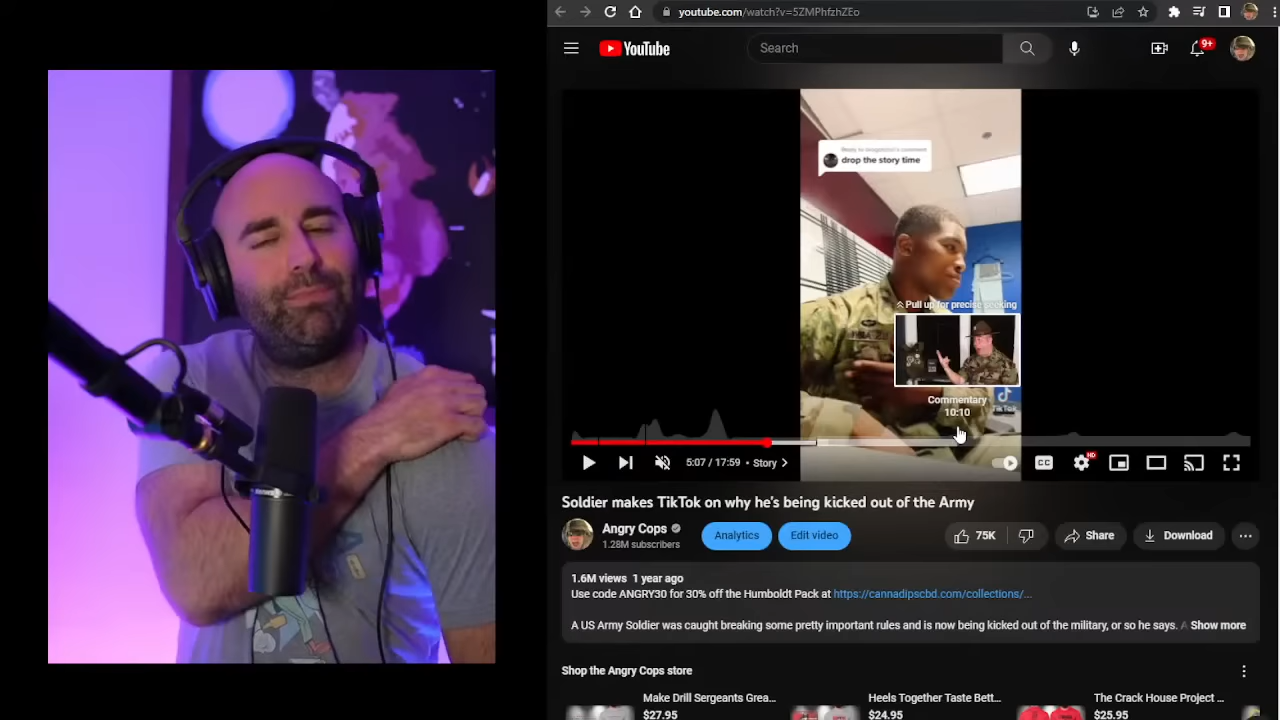 youtube.com/watch?v=5ZMPhfzhZEo
YouTube
Search
9+
drop the story time
Pull up for precise seeking
Commentary
10:10
TikTok
5:07 / 17:59 • Story
CC
HD
Soldier makes TikTok on why he's being kicked out of the Army
Angry Cops
1.28M subscribers
Analytics
Edit video
75K
Share
Download
1.6M views 1 year ago
Use code ANGRY30 for 30% off the Humboldt Pack at https://cannadipscbd.com/collections/...
A US Army Soldier was caught breaking some pretty important rules and is now being kicked out of the military, or so he says. A Show more
Shop the Angry Cops store
Make Drill Sergeants Grea...
$27.95
Heels Together Taste Bett...
$24.95
The Crack House Project ...
$25.95